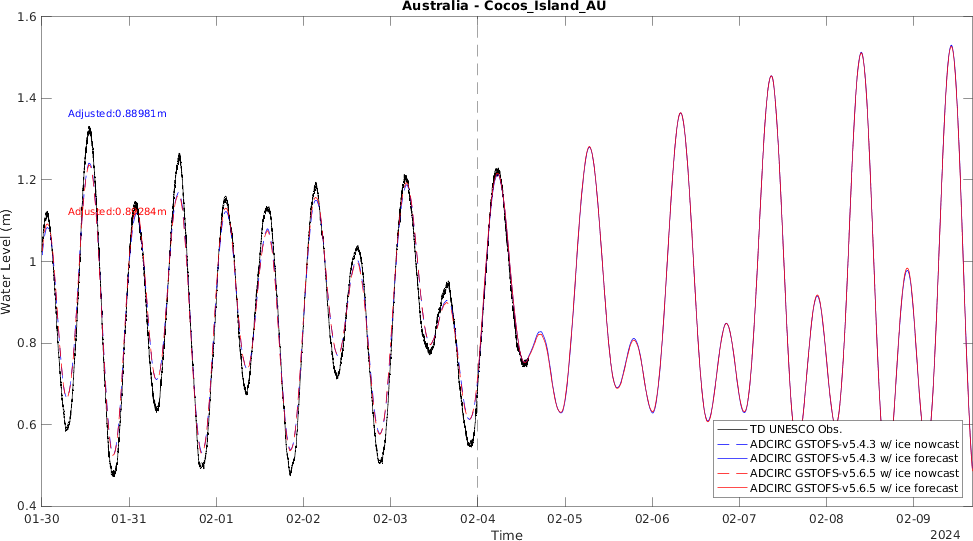 Australia - Cocos_Island_AU
1.6
1.4
1.2
1
0.8
0.6
0.4
Water Level (m)
Adjusted:0.88981m
TD UNESCO Obs.
ADCIRC GSTOFS-v5.4.3 w/ ice nowcast
ADCIRC GSTOFS-v5.4.3 w/ ice forecast
ADCIRC GSTOFS-v5.6.5 w/ ice nowcast
ADCIRC GSTOFS-v5.6.5 w/ ice forecast
01-30
01-31
02-01
02-02
02-03
02-04
02-05
02-06
02-07
02-08
02-09
Time
2024